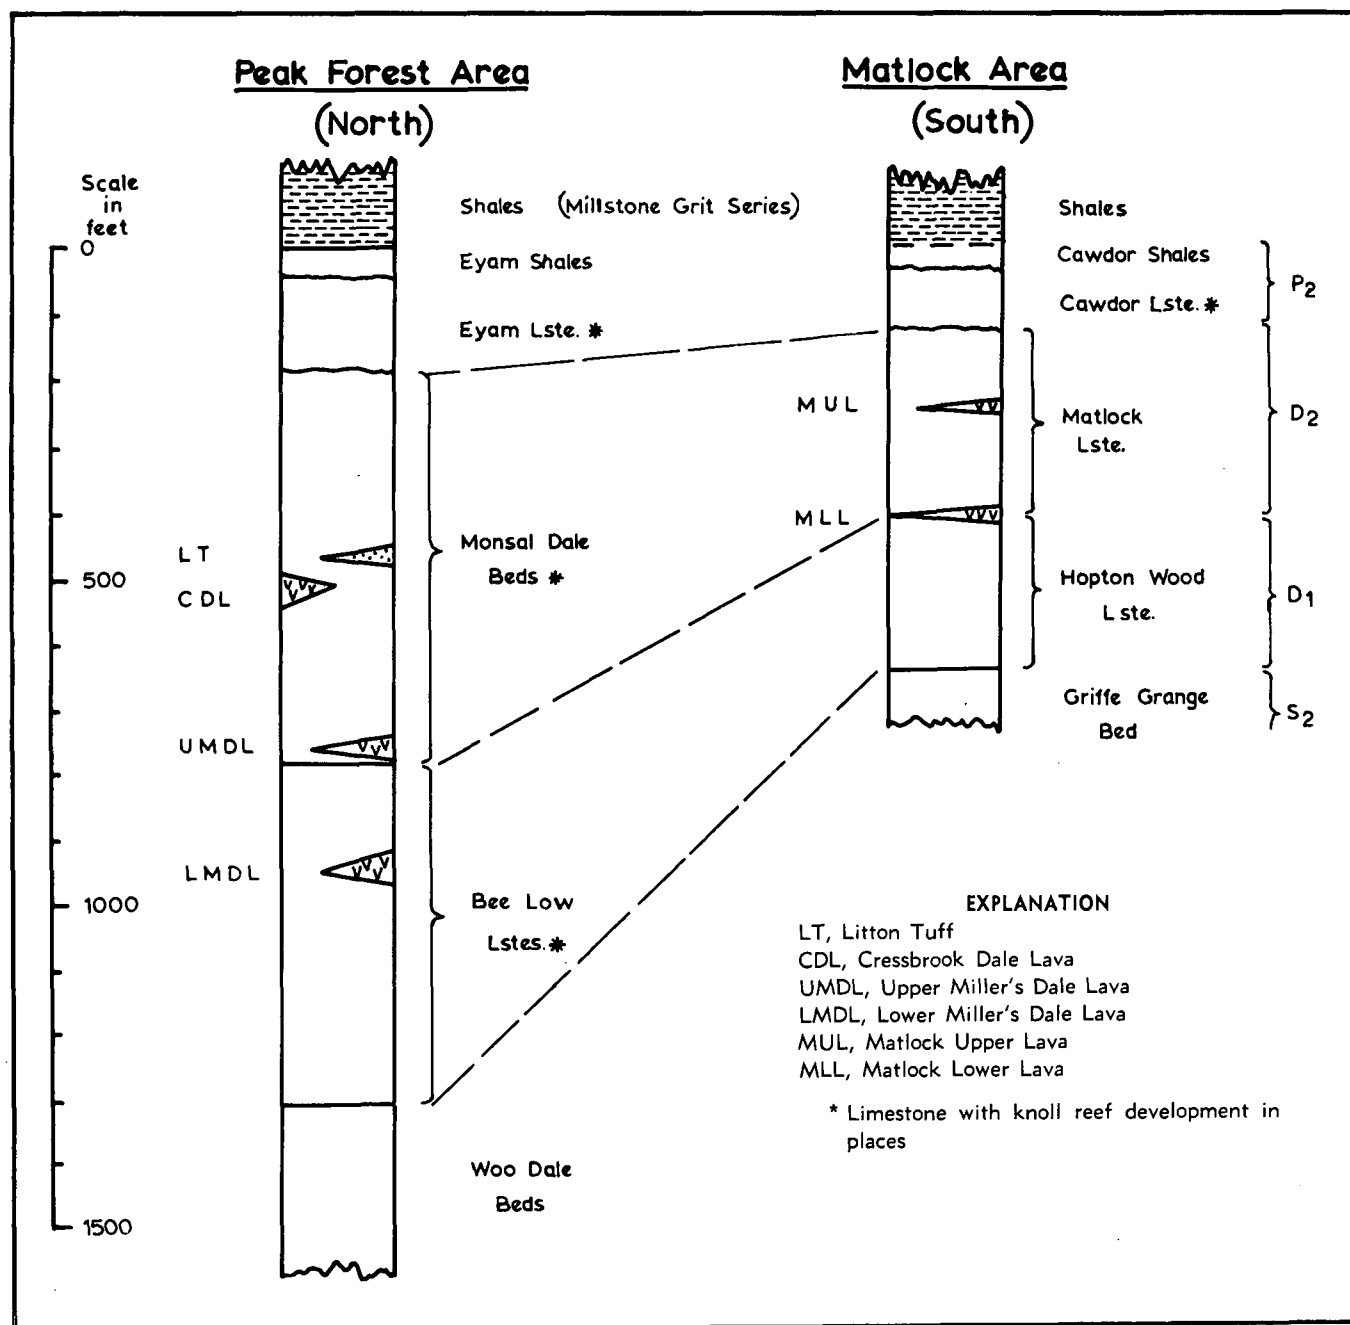 Peak Forest Area
(North)
Matlock Area
(South)
Scale
in
feet
0
500
1000
1500
Shales (Millstone Grit Series)
Eyam Shales
Eyam Lste. *
LT
CDL
Monsal Dale
Beds *
UMDL
LMDL
Bee Low
Lstes. *
Woo Dale
Beds
Shales
Cawdor Shales
Cawdor Lste. *
P2
MUL
Matlock
Lste.
D2
MLL
Hopton Wood
Lste.
D1
Griffe Grange
Bed
S2
EXPLANATION
LT, Litton Tuff
CDL, Cressbrook Dale Lava
UMDL, Upper Miller's Dale Lava
LMDL, Lower Miller's Dale Lava
MUL, Matlock Upper Lava
MLL, Matlock Lower Lava
* Limestone with knoll reef development in
places